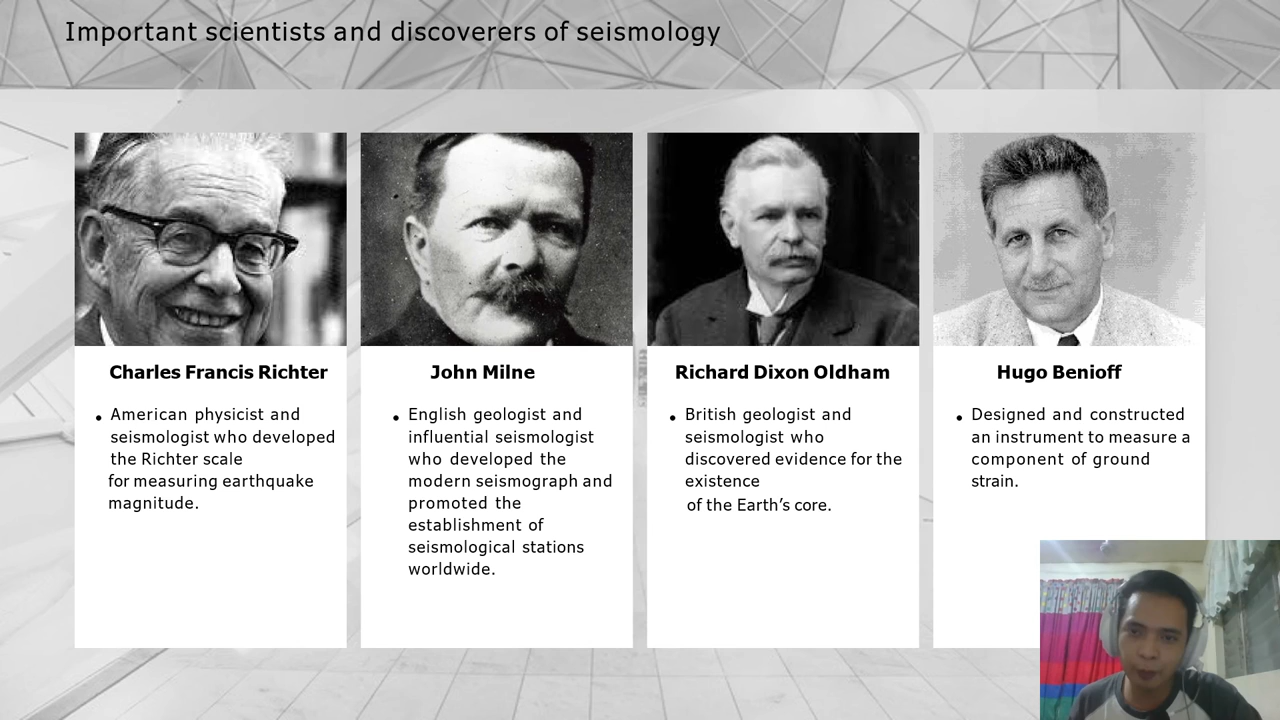 Important scientists and discoverers of seismology
Charles Francis Richter
• American physicist and
seismologist who developed
the Richter scale
for measuring earthquake
magnitude.
John Milne
• English geologist and
influential seismologist
who developed the
modern seismograph and
promoted the
establishment of
seismological stations
worldwide.
Richard Dixon Oldham
• British geologist and
seismologist who
discovered evidence for the
existence
of the Earth’s core.
Hugo Benioff
• Designed and constructed
an instrument to measure a
component of ground
strain.